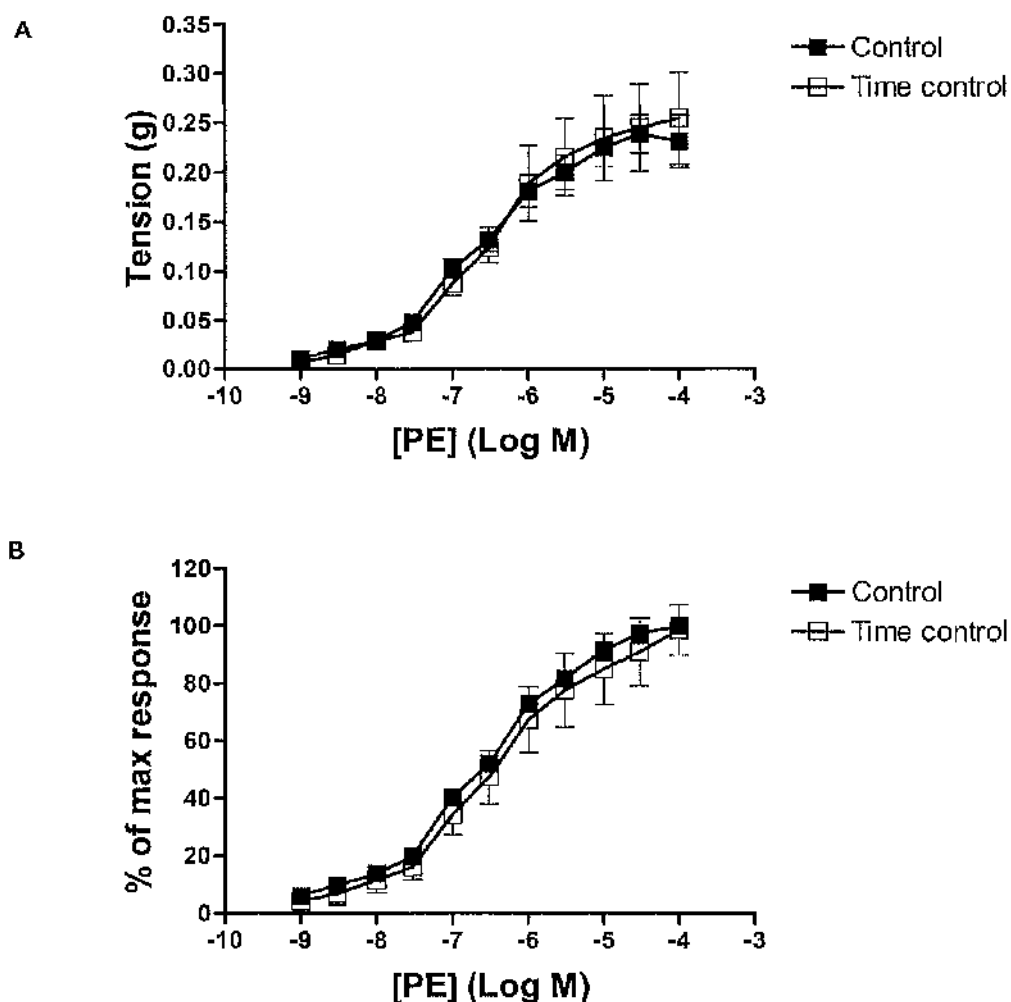 A
0.35
0.30
0.25
0.20
0.15
0.10
0.05
0.00
Tension (g)
-10 -9 -8 -7 -6 -5 -4 -3
[PE] (Log M)
Control
Time control
B
120
100
80
60
40
20
0
% of max response
-10 -9 -8 -7 -6 -5 -4 -3
[PE] (Log M)
Control
Time control